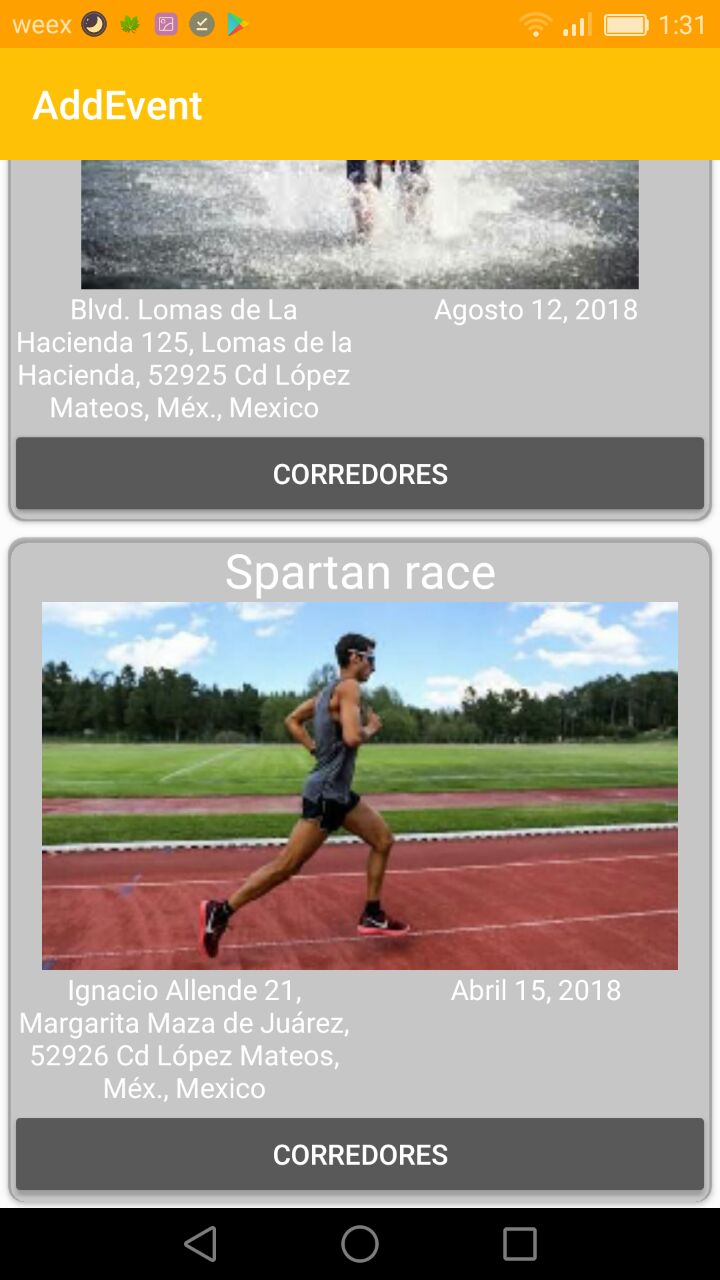 weex 1:31
AddEvent
Blvd. Lomas de La
Hacienda 125, Lomas de la
Hacienda, 52925 Cd López
Mateos, Méx., Mexico
Agosto 12, 2018
CORREDORES
Spartan race
Ignacio Allende 21,
Margarita Maza de Juárez,
52926 Cd López Mateos,
Méx., Mexico
Abril 15, 2018
CORREDORES